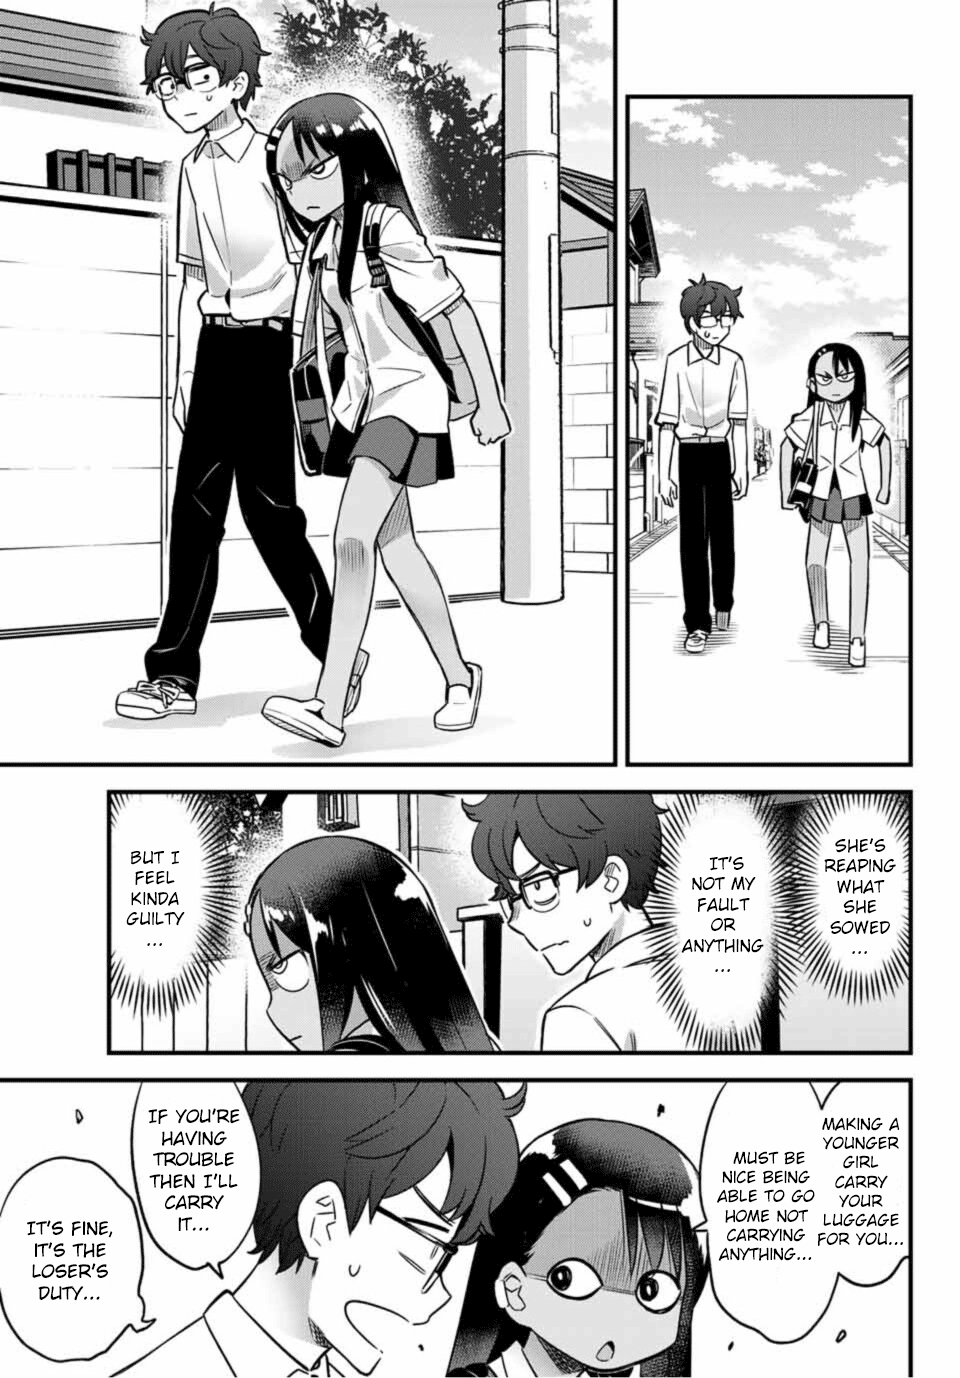 SHE'S
REAPING
WHAT
SHE
SOWED
...
IT'S
NOT MY
FAULT
OR
ANYTHING
...
BUT I
FEEL
KINDA
GUILTY
...
MAKING A
YOUNGER
GIRL
CARRY
YOUR
LUGGAGE
FOR YOU...
MUST BE
NICE BEING
ABLE TO GO
HOME NOT
CARRYING
ANYTHING...
IF YOU'RE
HAVING
TROUBLE
THEN I'LL
CARRY
IT...
IT'S FINE,
IT'S THE
LOSER'S
DUTY...